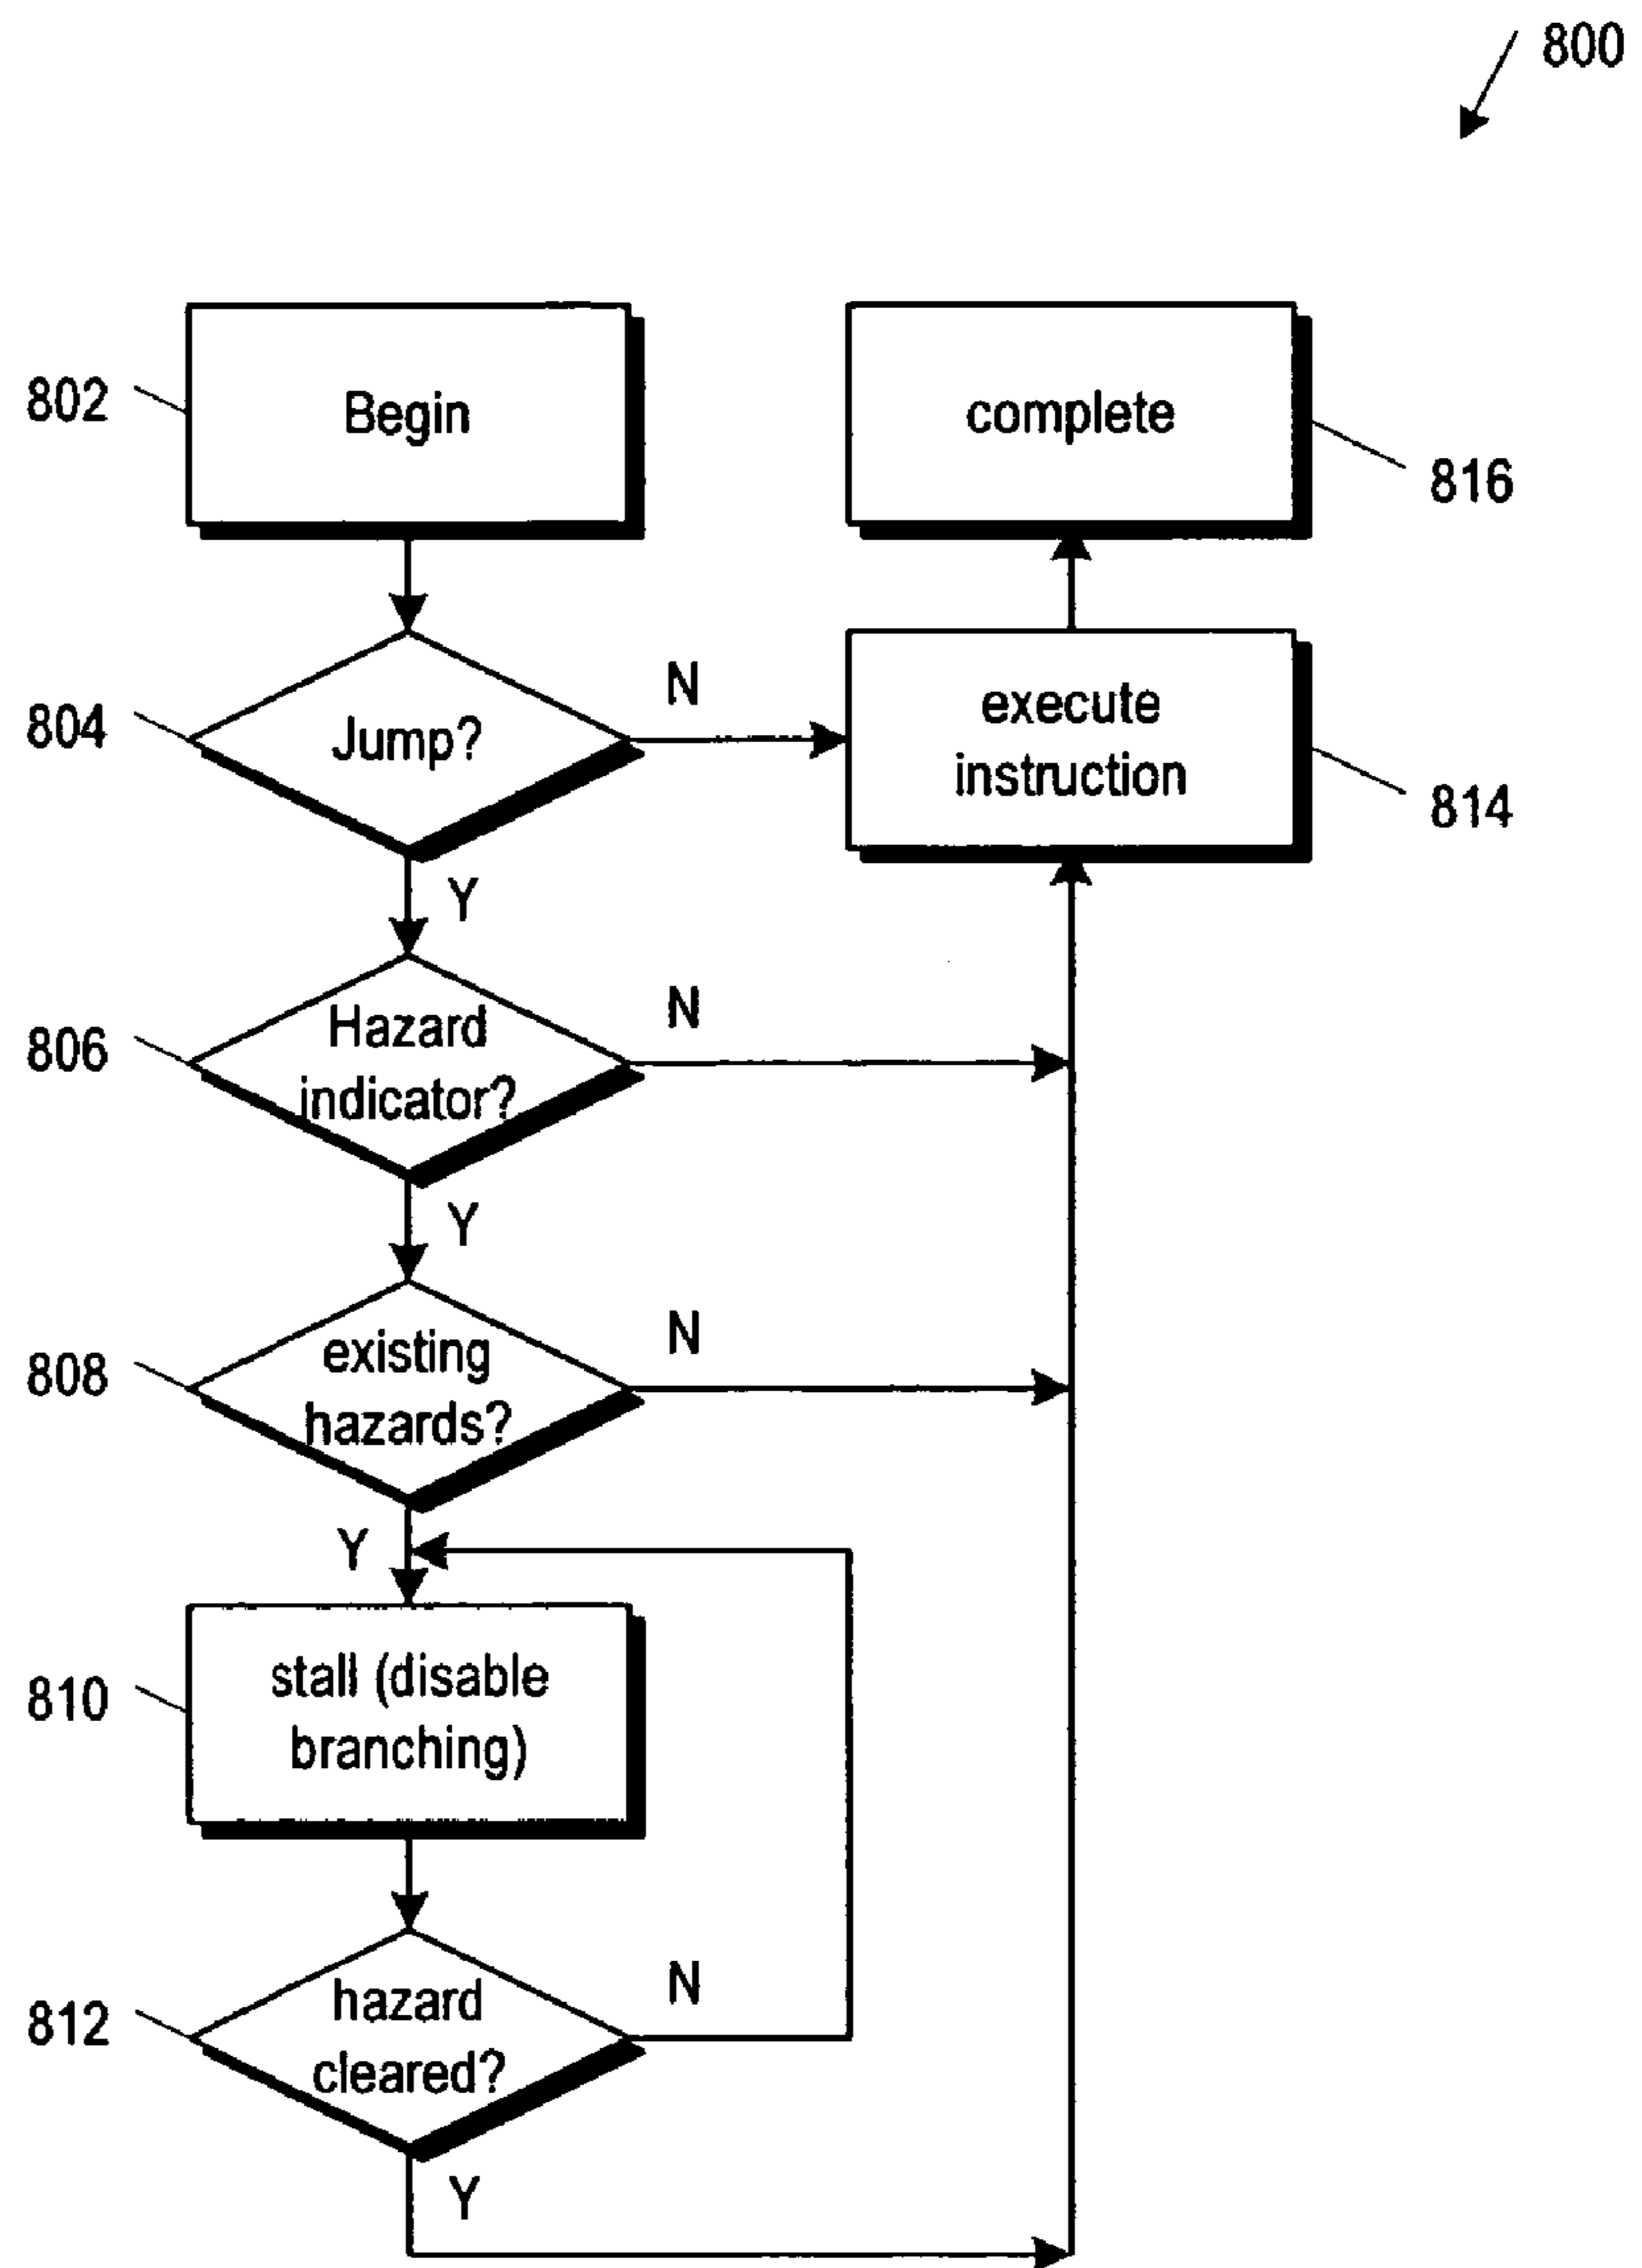 800
802
Begin
complete
816
804
Jump?
N
execute
instruction
814
Y
806
Hazard
indicator?
N
Y
808
existing
hazards?
N
Y
810
stall (disable
branching)
812
hazard
cleared?
N
Y